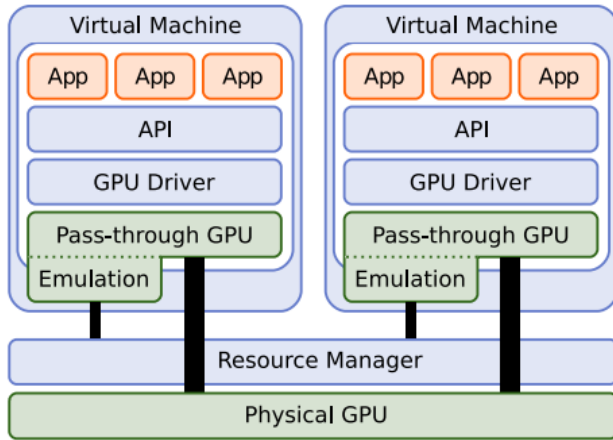 Virtual Machine Virtual Machine
App App App App App App
API API
GPU Driver GPU Driver
Pass-through GPU Pass-through GPU
Emulation Emulation
Resource Manager
Physical GPU